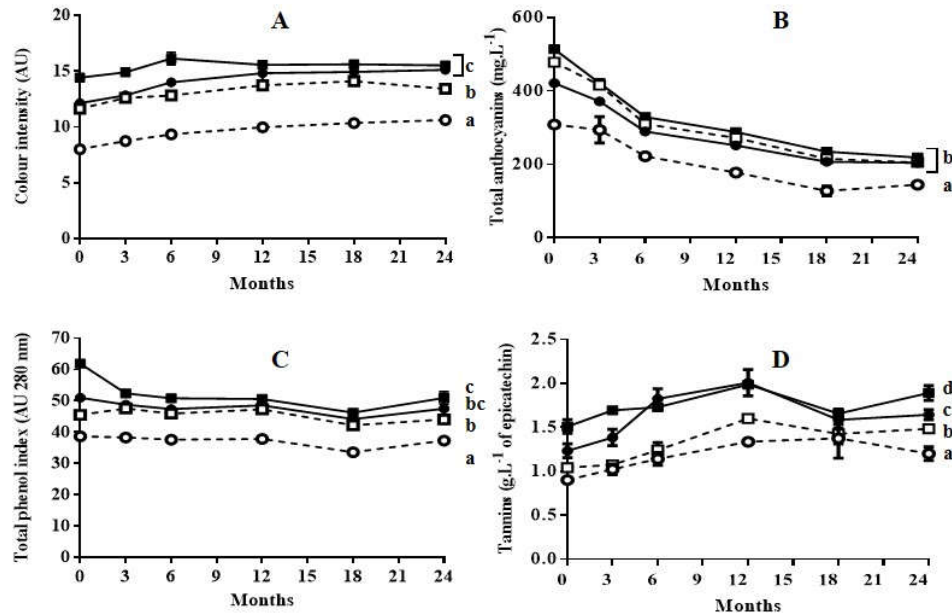 A
Colour intensity (AU)
20
15
10
5
0
c
b
a
0 3 6 9 12 15 18 21 24
Months
B
Total anthocyanins (mg.L⁻¹)
600
400
200
0
b
a
0 3 6 9 12 15 18 21 24
Months
C
Total phenol index (AU 280 nm)
70
60
50
40
30
20
10
0
c
bc
b
a
0 3 6 9 12 15 18 21 24
Months
D
Tannins (g.L⁻¹ of epicatechin)
2.5
2.0
1.5
1.0
0.5
0.0
d
c
b
a
0 3 6 9 12 15 18 21 24
Months